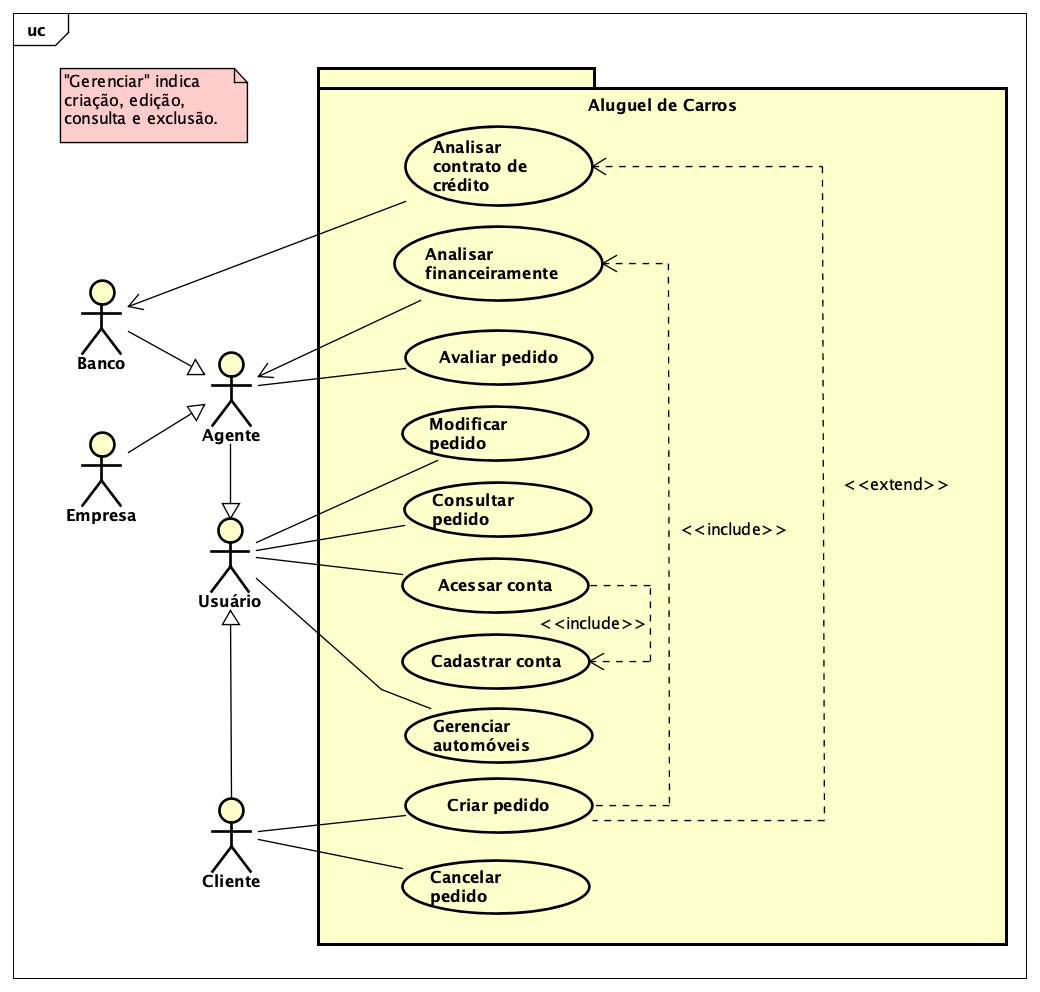 uc
"Gerenciar" indica
criação, edição,
consulta e exclusão.
Aluguel de Carros
Analisar
contrato de
crédito
Analisar
financeiramente
Banco
Avaliar pedido
Agente
Modificar
pedido
<<extend>>
Empresa
Consultar
pedido
<<include>>
Usuário
Acessar conta
<<include>>
Cadastrar conta
Gerenciar
automóveis
Criar pedido
Cliente
Cancelar
pedido